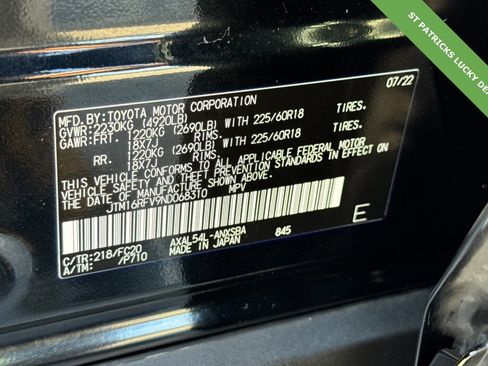 ST PATRICKS LUCKY
MFD. BY: TOYOTA MOTOR CORPORATION 07/22
GVWR: 2230KG (4920LB)
GAWR: FRT. 1220KG (2690LB) WITH 225/60R18 TIRES.
18X7J RIMS.
RR. 1220KG (2690LB) WITH 225/60R18 TIRES.
18X7J RIMS.
THIS VEHICLE CONFORMS TO ALL APPLICABLE FEDERAL MOTOR
VEHICLE SAFETY AND THEFT PREVENTION STANDARDS IN EFFECT ON
THE DATE OF MANUFACTURE SHOWN ABOVE.
JTM16RFV9ND0683TO MPV
E
C/TR: 218/FC20 AXAL54L-ANXSBA 845
A/TM: /P710 MADE IN JAPAN